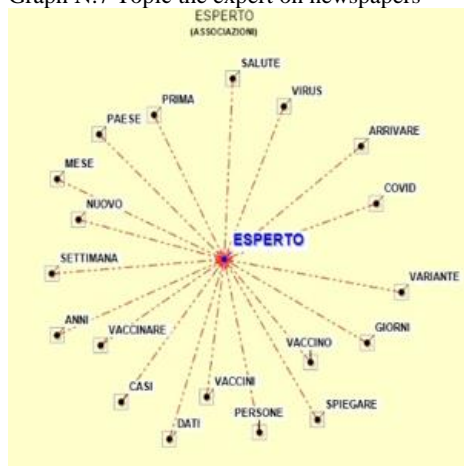 Graph N.7 Topic the expert on newspapers
ESPERTO
(ASSOCIAZIONI)
SALUTE
VIRUS
PRIMA
PAESE
ARRIVARE
MESE
COVID
NUOVO
ESPERTO
SETTIMANA
VARIANTE
ANNI
GIORNI
VACCINARE
VACCINO
CASI
VACCINI
SPIEGARE
PERSONE
DATI